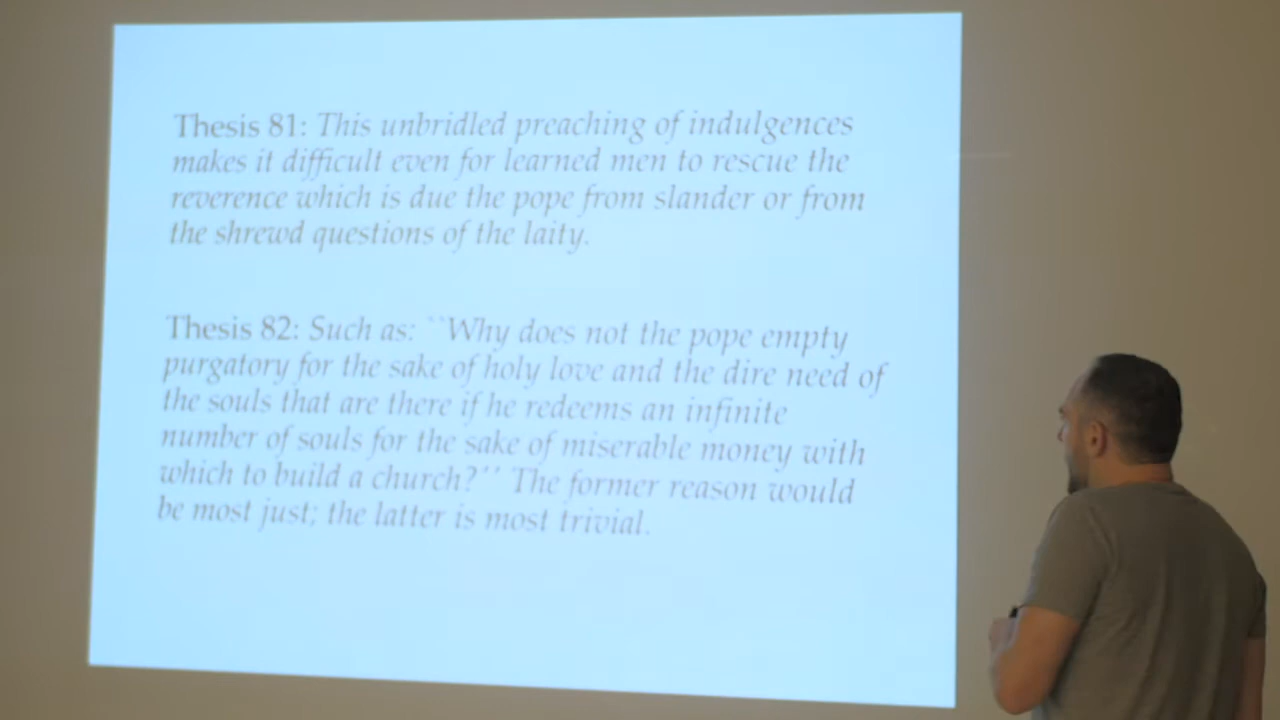 Thesis 81: This unbridled preaching of indulgences
makes it difficult even for learned men to rescue the
reverence which is due the pope from slander or from
the shrewd questions of the laity.
Thesis 82: Such as: ``Why does not the pope empty
purgatory for the sake of holy love and the dire need of
the souls that are there if he redeems an infinite
number of souls for the sake of miserable money with
which to build a church?'' The former reason would
be most just; the latter is most trivial.